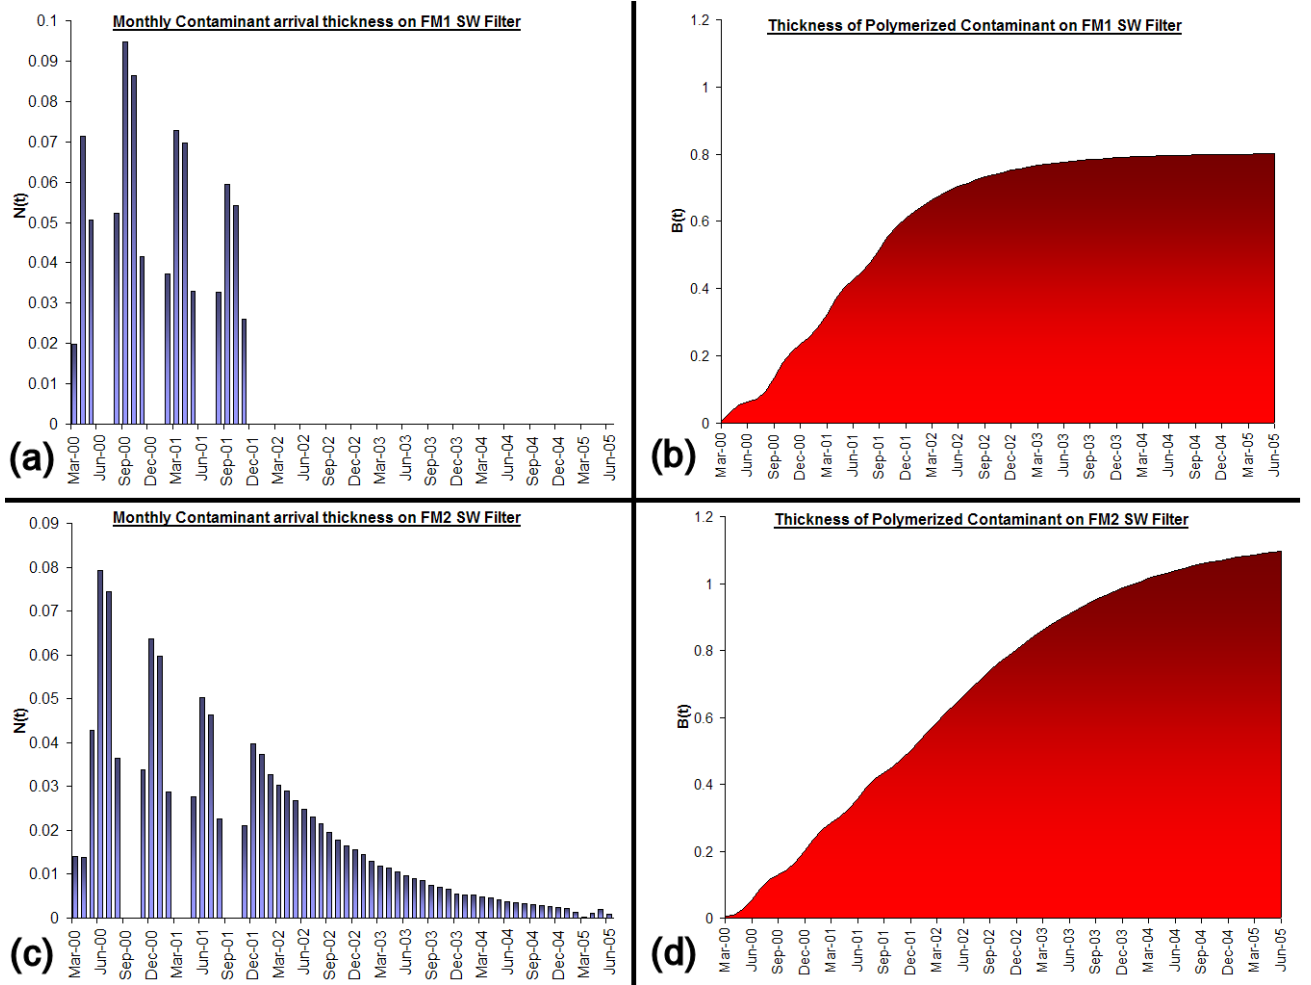 Monthly Contaminant arrival thickness on FM1 SW Filter
0.1
0.09
0.08
0.07
0.06
0.05
0.04
0.03
0.02
0.01
0
N(t)
Mar-00
Jun-00
Sep-00
Dec-00
Mar-01
Jun-01
Sep-01
Dec-01
Mar-02
Jun-02
Sep-02
Dec-02
Mar-03
Jun-03
Sep-03
Dec-03
Mar-04
Jun-04
Sep-04
Dec-04
Mar-05
Jun-05
(a)
Thickness of Polymerized Contaminant on FM1 SW Filter
1.2
1
0.8
0.6
0.4
0.2
0
B(t)
Mar-00
Jun-00
Sep-00
Dec-00
Mar-01
Jun-01
Sep-01
Dec-01
Mar-02
Jun-02
Sep-02
Dec-02
Mar-03
Jun-03
Sep-03
Dec-03
Mar-04
Jun-04
Sep-04
Dec-04
Mar-05
Jun-05
(b)
Monthly Contaminant arrival thickness on FM2 SW Filter
0.09
0.08
0.07
0.06
0.05
0.04
0.03
0.02
0.01
0
N(t)
Mar-00
Jun-00
Sep-00
Dec-00
Mar-01
Jun-01
Sep-01
Dec-01
Mar-02
Jun-02
Sep-02
Dec-02
Mar-03
Jun-03
Sep-03
Dec-03
Mar-04
Jun-04
Sep-04
Dec-04
Mar-05
Jun-05
(c)
Thickness of Polymerized Contaminant on FM2 SW Filter
1.2
1
0.8
0.6
0.4
0.2
0
B(t)
Mar-00
Jun-00
Sep-00
Dec-00
Mar-01
Jun-01
Sep-01
Dec-01
Mar-02
Jun-02
Sep-02
Dec-02
Mar-03
Jun-03
Sep-03
Dec-03
Mar-04
Jun-04
Sep-04
Dec-04
Mar-05
Jun-05
(d)